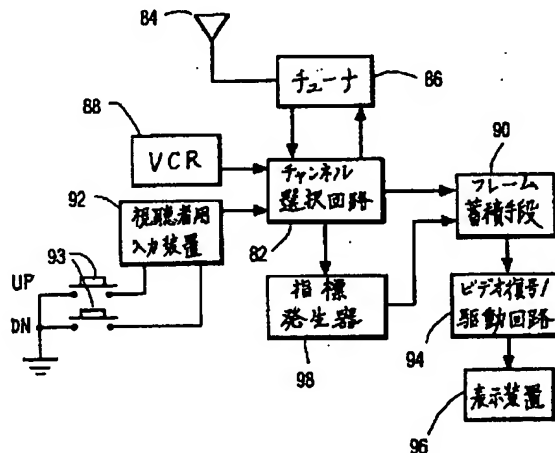 84
チューナ
86
88
VCR
90
92
チャンネル
選択回路
フレーム
蓄積手段
視聴者用
入力装置
82
93
UP
DN
指標
発生器
98
ビデオ復号/
駆動回路
94
表示装置
96